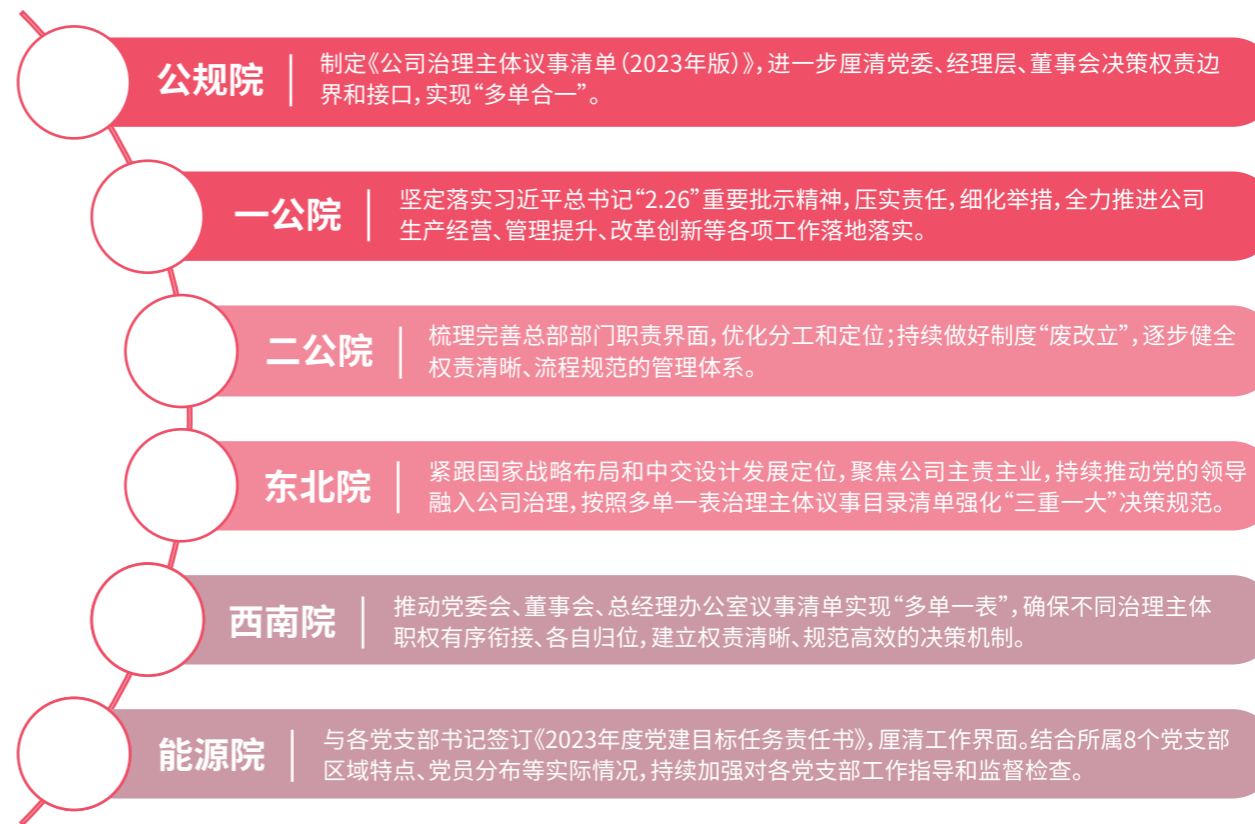 公规院
制定《公司治理主体议事清单（2023年版）》，进一步厘清党委、经理层、董事会决策权责边
界和接口，实现“多单合一”。
一公院
坚定落实习近平总书记“2.26”重要批示精神，压实责任，细化举措，全力推进公司
生产经营、管理提升、改革创新等各项工作落地落实。
二公院
梳理完善总部部门职责界面，优化分工和定位；持续做好制度“废改立”，逐步健全
权责清晰、流程规范的管理体系。
东北院
紧跟国家战略布局和中交设计发展定位，聚焦公司主责主业，持续推动党的领导
融入公司治理，按照多单一表治理主体议事目录清单强化“三重一大”决策规范。
西南院
推动党委会、董事会、总经理办公室议事清单实现“多单一表”，确保不同治理主体
职权有序衔接、各自归位，建立权责清晰、规范高效的决策机制。
能源院
与各党支部书记签订《2023年度党建目标任务责任书》，厘清工作界面。结合所属8个党支部
区域特点、党员分布等实际情况，持续加强对各党支部工作指导和监督检查。